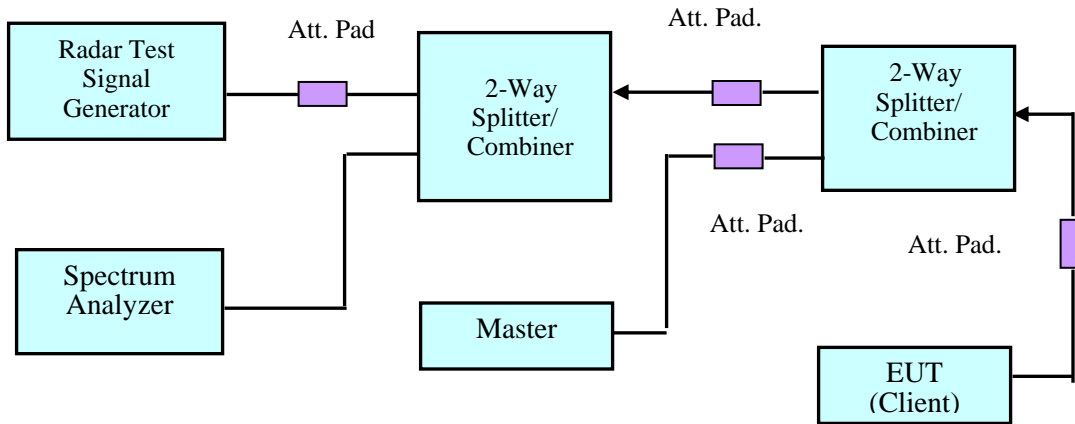 Radar Test
Signal
Generator
Att. Pad
2-Way
Splitter/
Combiner
Att. Pad.
2-Way
Splitter/
Combiner
Att. Pad.
Att. Pad.
Spectrum
Analyzer
Master
EUT
(Client)